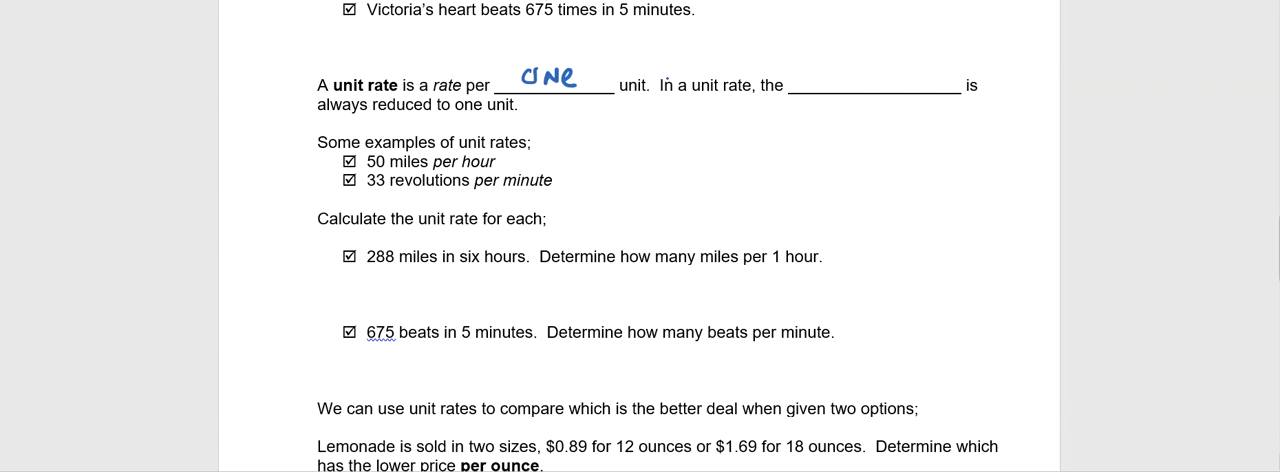 ☑ Victoria’s heart beats 675 times in 5 minutes.
A unit rate is a rate per ONe unit. In a unit rate, the ____________________ is
always reduced to one unit.
Some examples of unit rates;
☑ 50 miles per hour
☑ 33 revolutions per minute
Calculate the unit rate for each;
☑ 288 miles in six hours. Determine how many miles per 1 hour.
☑ 675 beats in 5 minutes. Determine how many beats per minute.
We can use unit rates to compare which is the better deal when given two options;
Lemonade is sold in two sizes, $0.89 for 12 ounces or $1.69 for 18 ounces. Determine which
has the lower price per ounce.